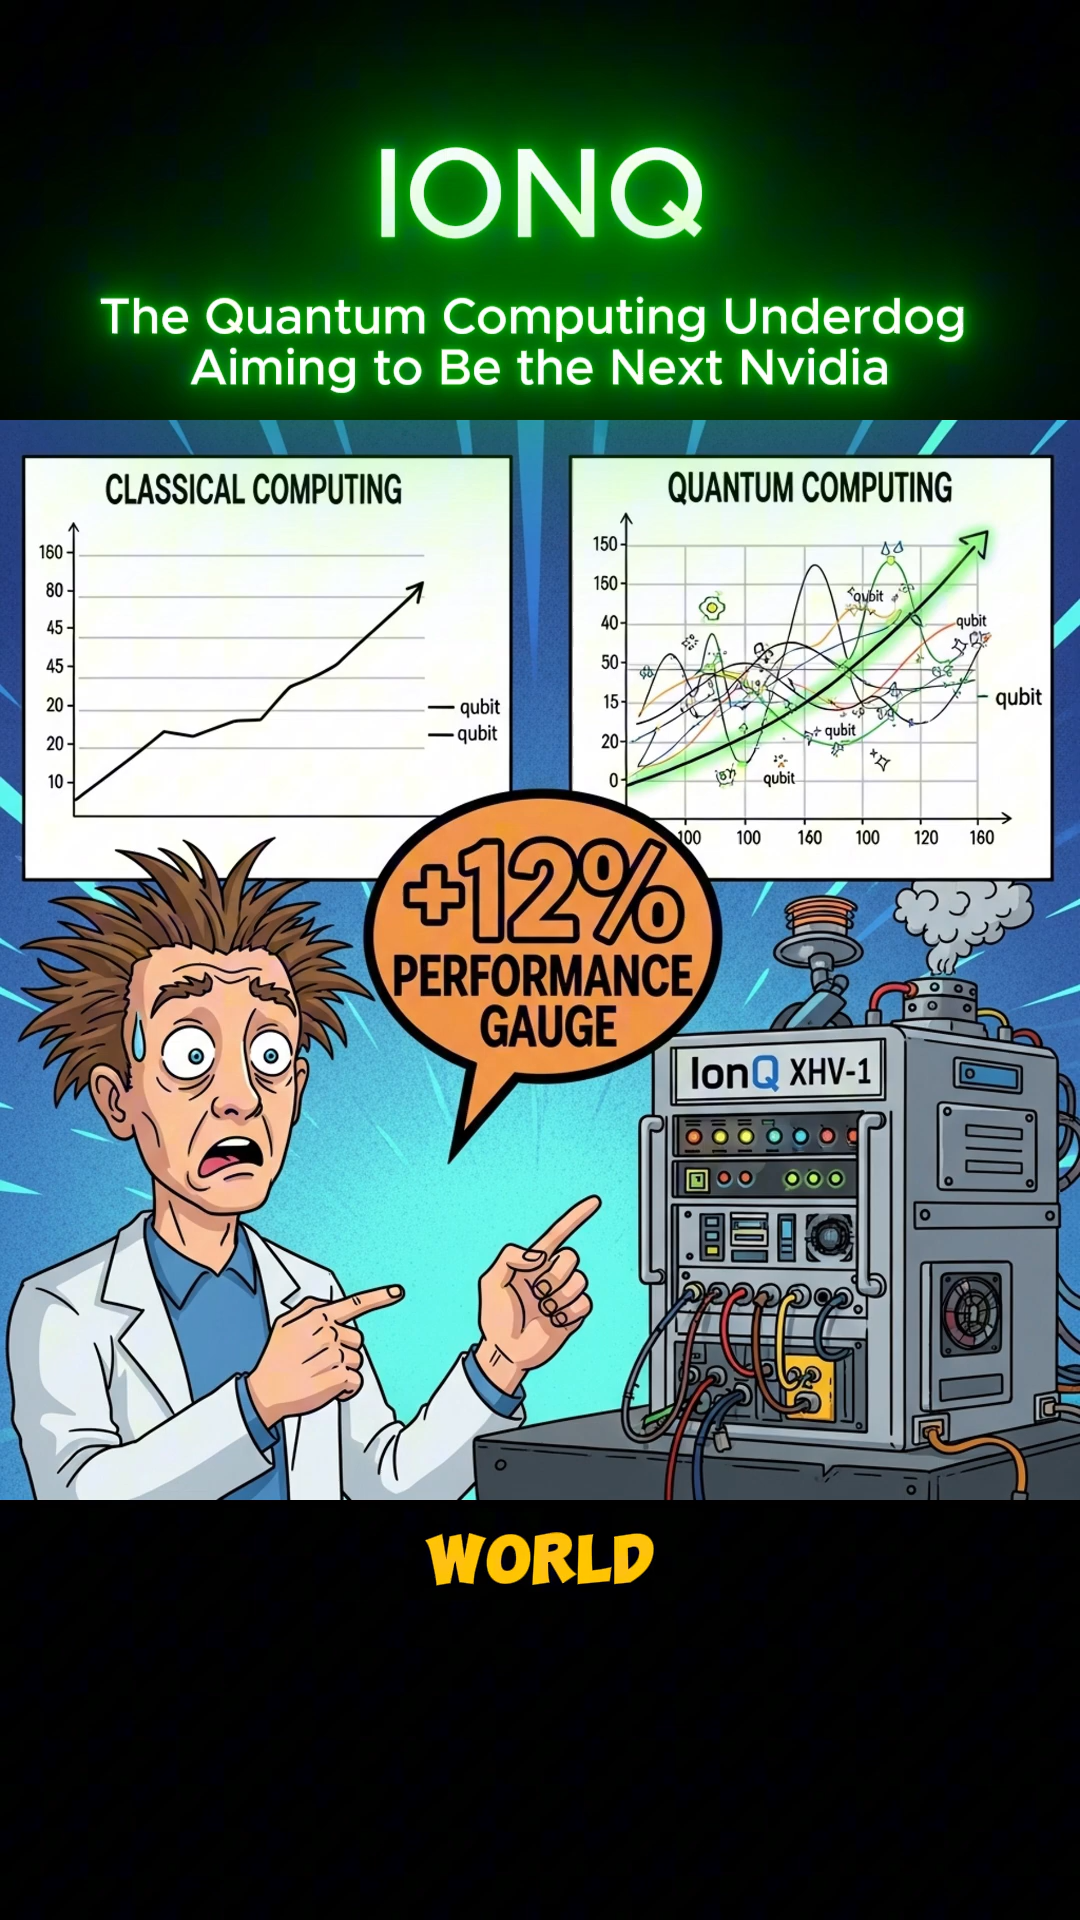 IONQ
The Quantum Computing Underdog
Aiming to Be the Next Nvidia
CLASSICAL COMPUTING
160
80
45
45
20
20
10
qubit
qubit
QUANTUM COMPUTING
150
150
40
50
15
20
0
qubit
qubit
qubit
qubit
qubit
100
100
160
100
120
160
+12%
PERFORMANCE
GAUGE
IonQ XHV-1
WORLD